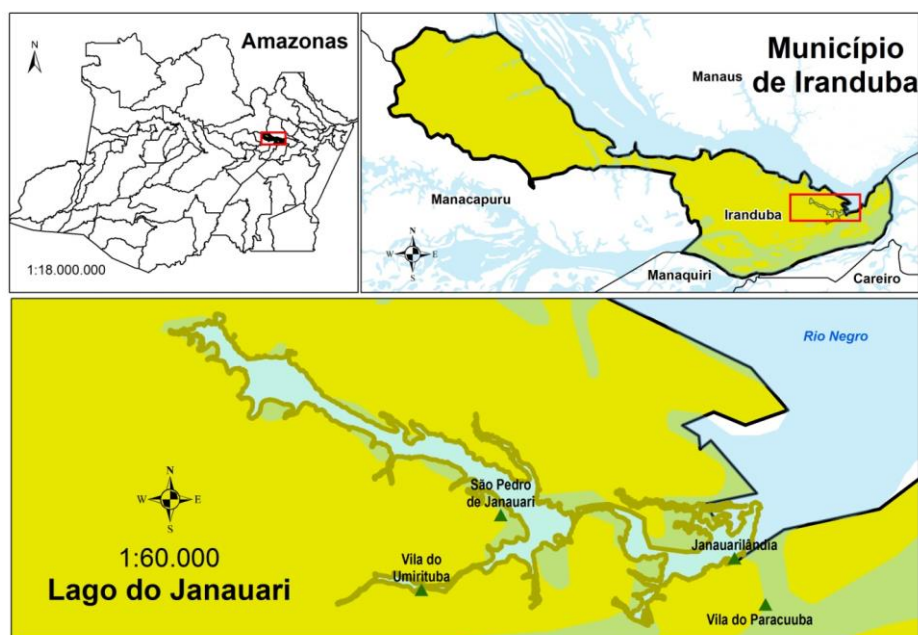 N
Amazonas
1:18.000.000
Município
de Iranduba
Manaus
Manacapuru
Iranduba
N
W E
S
Manaquiri
Careiro
Rio Negro
São Pedro
de Janauari
N
W E
S
Janauarilândia
1:60.000
Vila do
Umirituba
Lago do Janauari
Vila do Paracuuba